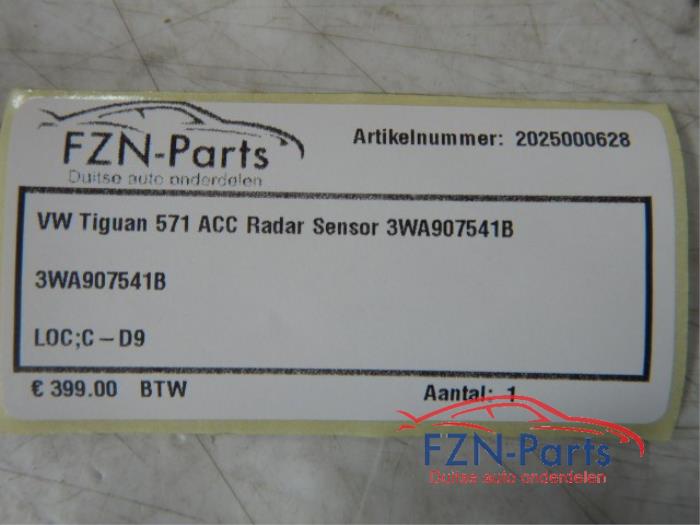 FZN-Parts
Duitse auto onderdelen
Artikelnummer: 2025000628
VW Tiguan 571 ACC Radar Sensor 3WA907541B
3WA907541B
LOC;C-D9
€ 399.00 BTW
Aantal: 1
FZN-Parts
Duitse auto onderdelen